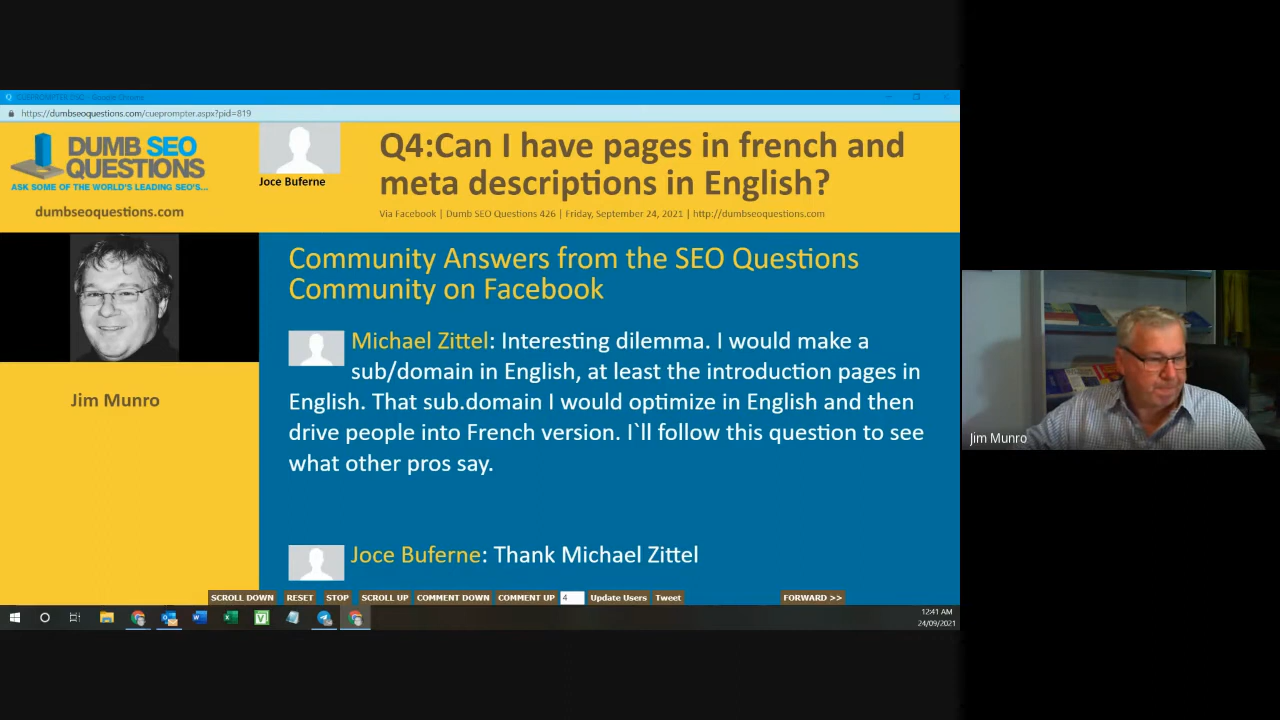 https://dumbseoquestions.com/cueprompter.aspx?pid=819
DUMB SEO
QUESTIONS
ASK SOME OF THE WORLD'S LEADING SEO'S...
dumbseoquestions.com
Joce Buferne
Q4:Can I have pages in french and
meta descriptions in English?
Via Facebook | Dumb SEO Questions 426 | Friday, September 24, 2021 | http://dumbseoquestions.com
Jim Munro
Community Answers from the SEO Questions
Community on Facebook
Michael Zittel: Interesting dilemma. I would make a
sub/domain in English, at least the introduction pages in
English. That sub.domain I would optimize in English and then
drive people into French version. I`ll follow this question to see
what other pros say.
Joce Buferne: Thank Michael Zittel
SCROLL DOWN RESET STOP SCROLL UP COMMENT DOWN COMMENT UP 4 Update Users Tweet FORWARD >>
12:41 AM
24/09/2021
Jim Munro